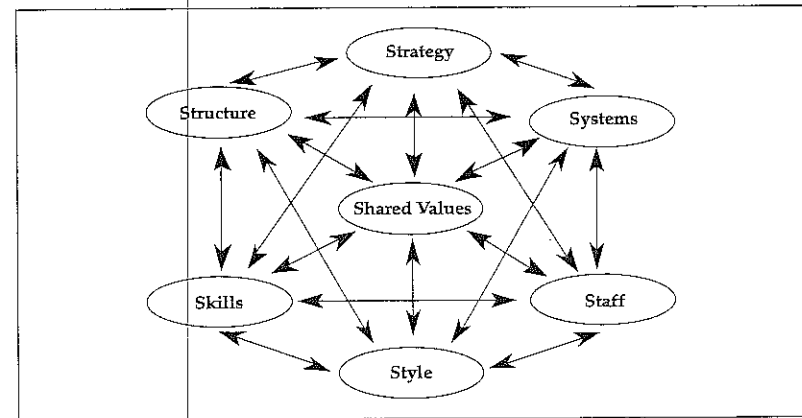 Strategy
Structure
Systems
Shared Values
Skills
Staff
Style